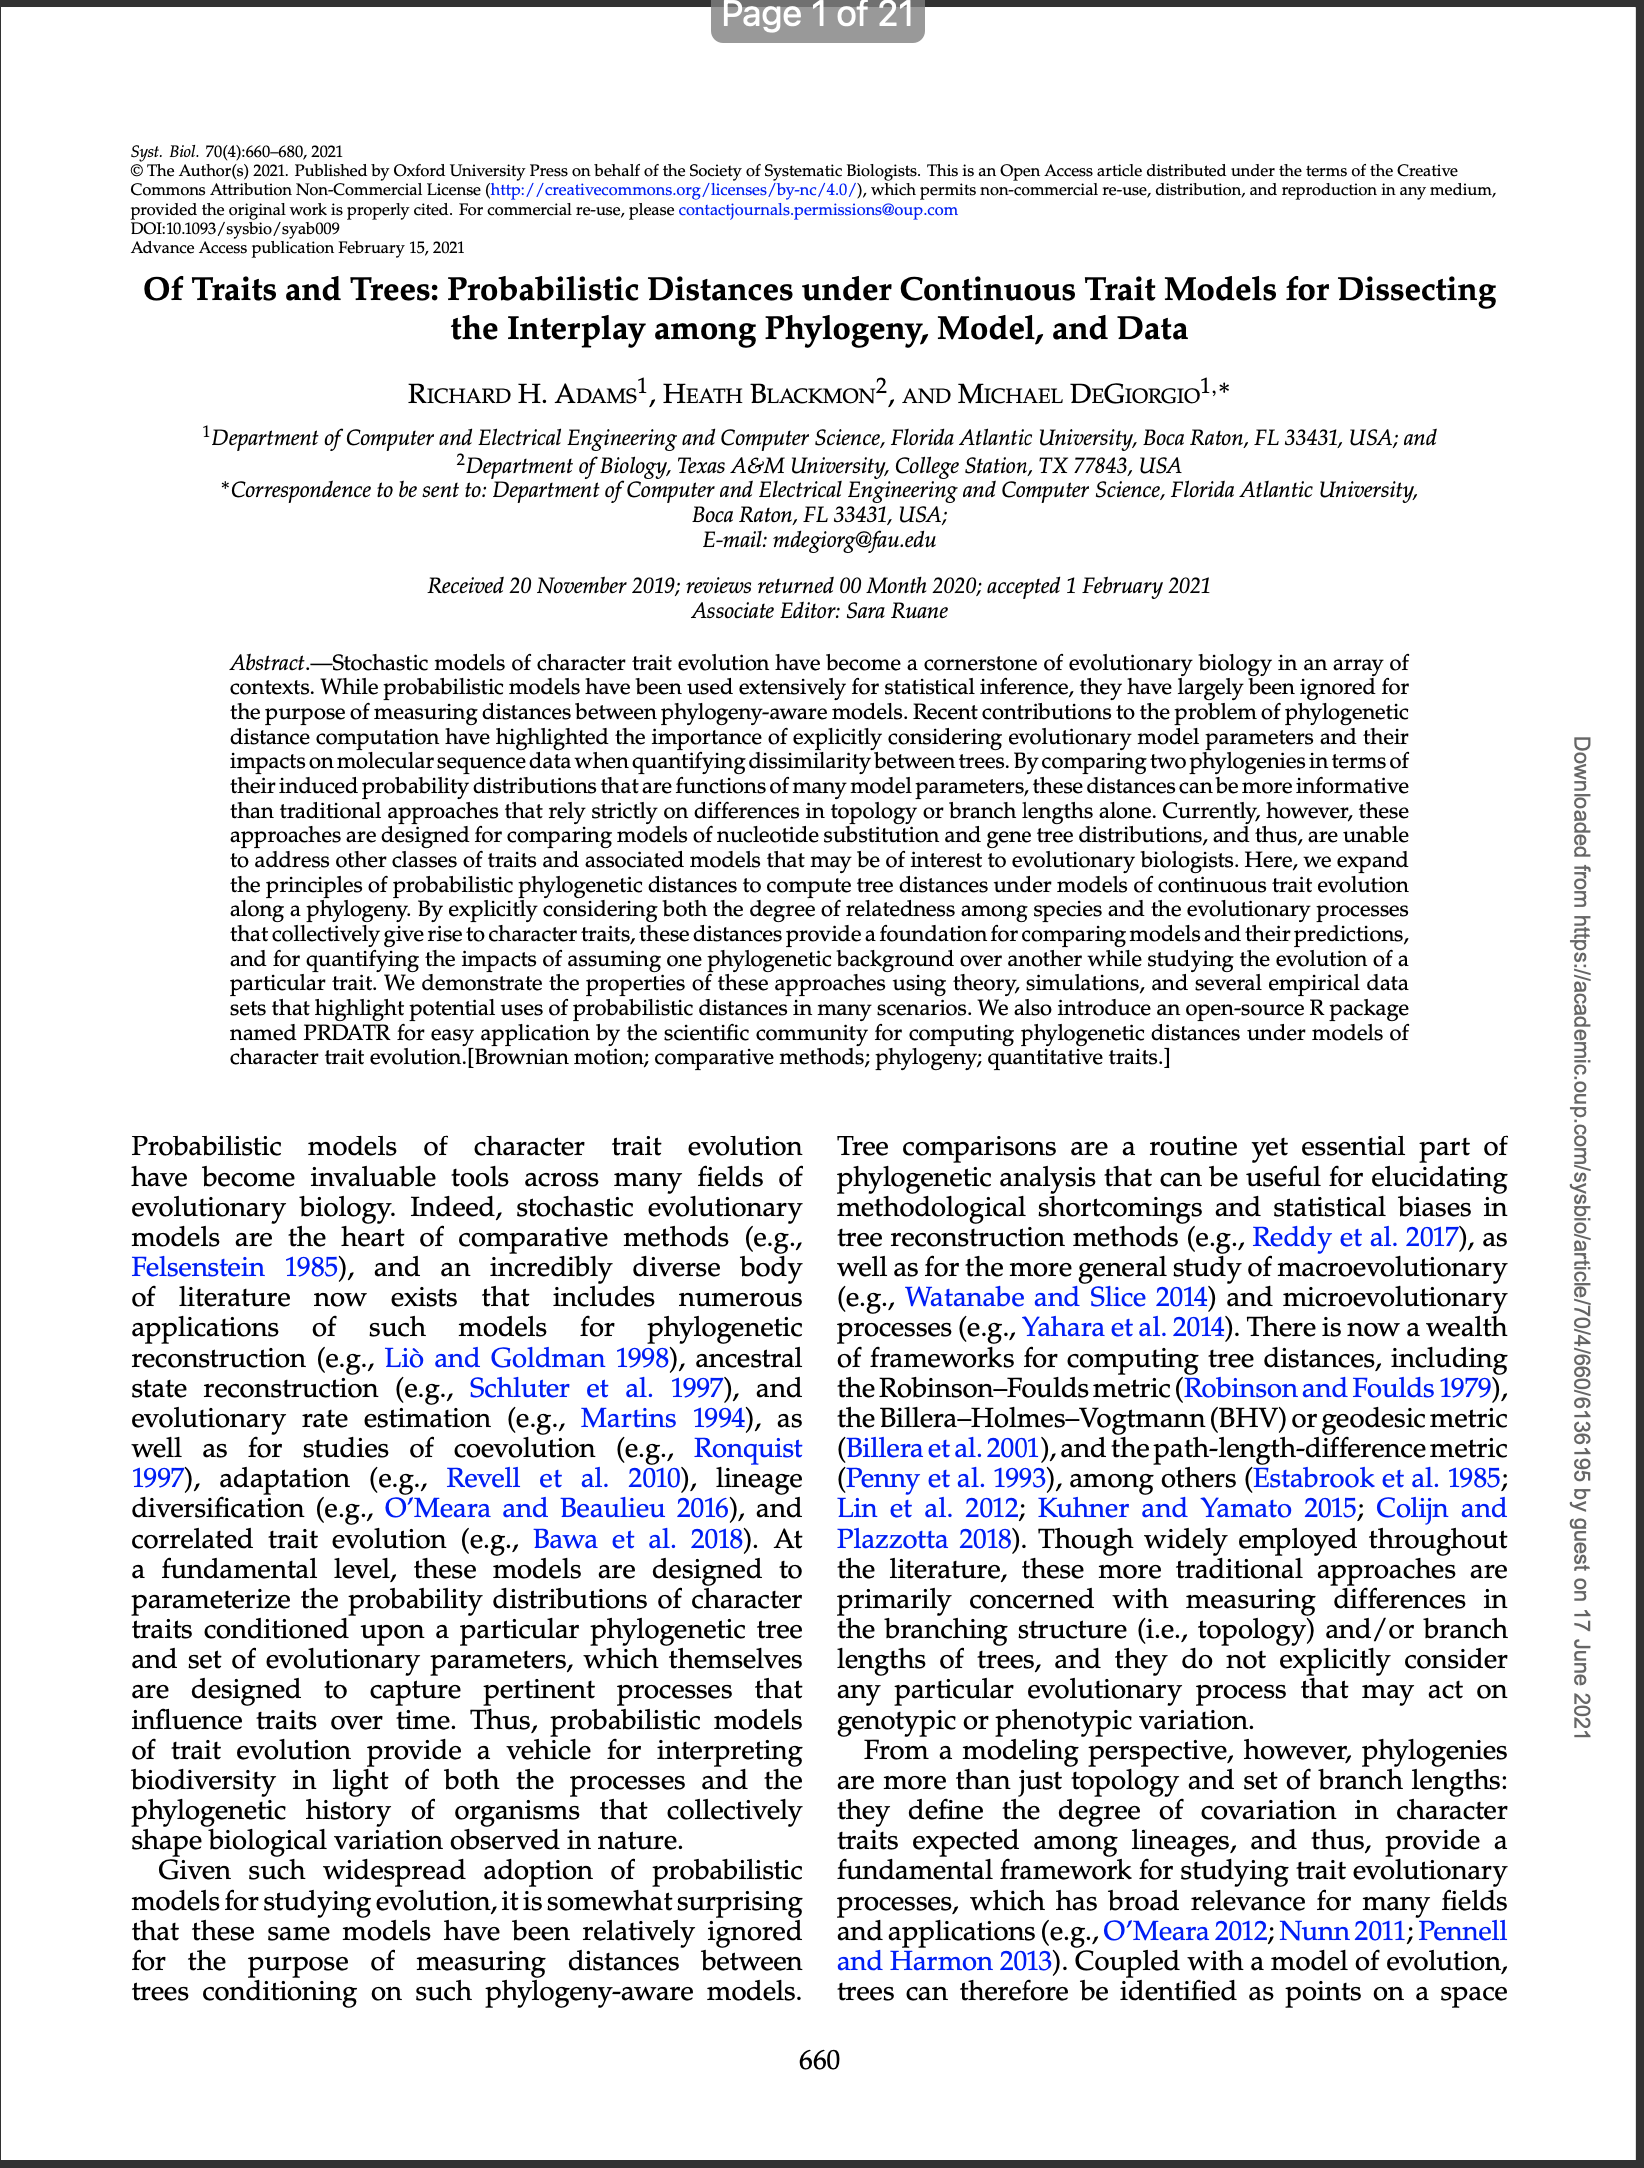 Page 1 of 21
Syst. Biol. 70(4):660–680, 2021
© The Author(s) 2021. Published by Oxford University Press on behalf of the Society of Systematic Biologists. This is an Open Access article distributed under the terms of the Creative
Commons Attribution Non-Commercial License (http://creativecommons.org/licenses/by-nc/4.0/), which permits non-commercial re-use, distribution, and reproduction in any medium,
provided the original work is properly cited. For commercial re-use, please contactjournals.permissions@oup.com
DOI:10.1093/sysbio/syab009
Advance Access publication February 15, 2021
Of Traits and Trees: Probabilistic Distances under Continuous Trait Models for Dissecting
the Interplay among Phylogeny, Model, and Data
RICHARD H. ADAMS1, HEATH BLACKMON2, AND MICHAEL DEGIORGIO1,*
1Department of Computer and Electrical Engineering and Computer Science, Florida Atlantic University, Boca Raton, FL 33431, USA; and
2Department of Biology, Texas A&M University, College Station, TX 77843, USA
*Correspondence to be sent to: Department of Computer and Electrical Engineering and Computer Science, Florida Atlantic University,
Boca Raton, FL 33431, USA;
E-mail: mdegiorg@fau.edu
Received 20 November 2019; reviews returned 00 Month 2020; accepted 1 February 2021
Associate Editor: Sara Ruane
Abstract.—Stochastic models of character trait evolution have become a cornerstone of evolutionary biology in an array of
contexts. While probabilistic models have been used extensively for statistical inference, they have largely been ignored for
the purpose of measuring distances between phylogeny-aware models. Recent contributions to the problem of phylogenetic
distance computation have highlighted the importance of explicitly considering evolutionary model parameters and their
impacts on molecular sequence data when quantifying dissimilarity between trees. By comparing two phylogenies in terms of
their induced probability distributions that are functions of many model parameters, these distances can be more informative
than traditional approaches that rely strictly on differences in topology or branch lengths alone. Currently, however, these
approaches are designed for comparing models of nucleotide substitution and gene tree distributions, and thus, are unable
to address other classes of traits and associated models that may be of interest to evolutionary biologists. Here, we expand
the principles of probabilistic phylogenetic distances to compute tree distances under models of continuous trait evolution
along a phylogeny. By explicitly considering both the degree of relatedness among species and the evolutionary processes
that collectively give rise to character traits, these distances provide a foundation for comparing models and their predictions,
and for quantifying the impacts of assuming one phylogenetic background over another while studying the evolution of a
particular trait. We demonstrate the properties of these approaches using theory, simulations, and several empirical data
sets that highlight potential uses of probabilistic distances in many scenarios. We also introduce an open-source R package
named PRDATR for easy application by the scientific community for computing phylogenetic distances under models of
character trait evolution.[Brownian motion; comparative methods; phylogeny; quantitative traits.]
Probabilistic models of character trait evolution
have become invaluable tools across many fields of
evolutionary biology. Indeed, stochastic evolutionary
models are the heart of comparative methods (e.g.,
Felsenstein 1985), and an incredibly diverse body
of literature now exists that includes numerous
applications of such models for phylogenetic
reconstruction (e.g., Liò and Goldman 1998), ancestral
state reconstruction (e.g., Schluter et al. 1997), and
evolutionary rate estimation (e.g., Martins 1994), as
well as for studies of coevolution (e.g., Ronquist
1997), adaptation (e.g., Revell et al. 2010), lineage
diversification (e.g., O'Meara and Beaulieu 2016), and
correlated trait evolution (e.g., Bawa et al. 2018). At
a fundamental level, these models are designed to
parameterize the probability distributions of character
traits conditioned upon a particular phylogenetic tree
and set of evolutionary parameters, which themselves
are designed to capture pertinent processes that
influence traits over time. Thus, probabilistic models
of trait evolution provide a vehicle for interpreting
biodiversity in light of both the processes and the
phylogenetic history of organisms that collectively
shape biological variation observed in nature.
Given such widespread adoption of probabilistic
models for studying evolution, it is somewhat surprising
that these same models have been relatively ignored
for the purpose of measuring distances between
trees conditioning on such phylogeny-aware models.
Tree comparisons are a routine yet essential part of
phylogenetic analysis that can be useful for elucidating
methodological shortcomings and statistical biases in
tree reconstruction methods (e.g., Reddy et al. 2017), as
well as for the more general study of macroevolutionary
(e.g., Watanabe and Slice 2014) and microevolutionary
processes (e.g., Yahara et al. 2014). There is now a wealth
of frameworks for computing tree distances, including
the Robinson–Foulds metric (Robinson and Foulds 1979),
the Billera–Holmes–Vogtmann (BHV) or geodesic metric
(Billera et al. 2001), and the path-length-difference metric
(Penny et al. 1993), among others (Estabrook et al. 1985;
Lin et al. 2012; Kuhner and Yamato 2015; Colijn and
Plazzotta 2018). Though widely employed throughout
the literature, these more traditional approaches are
primarily concerned with measuring differences in
the branching structure (i.e., topology) and/or branch
lengths of trees, and they do not explicitly consider
any particular evolutionary process that may act on
genotypic or phenotypic variation.
From a modeling perspective, however, phylogenies
are more than just topology and set of branch lengths:
they define the degree of covariation in character
traits expected among lineages, and thus, provide a
fundamental framework for studying trait evolutionary
processes, which has broad relevance for many fields
and applications (e.g., O'Meara 2012; Nunn 2011; Pennell
and Harmon 2013). Coupled with a model of evolution,
trees can therefore be identified as points on a space
660
Downloaded from https://academic.oup.com/sysbio/article/70/4/660/6136195 by guest on 17 June 2021